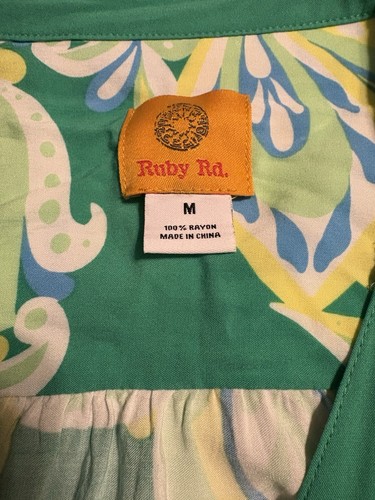 Ruby Rd.
M
100% RAYON
MADE IN CHINA